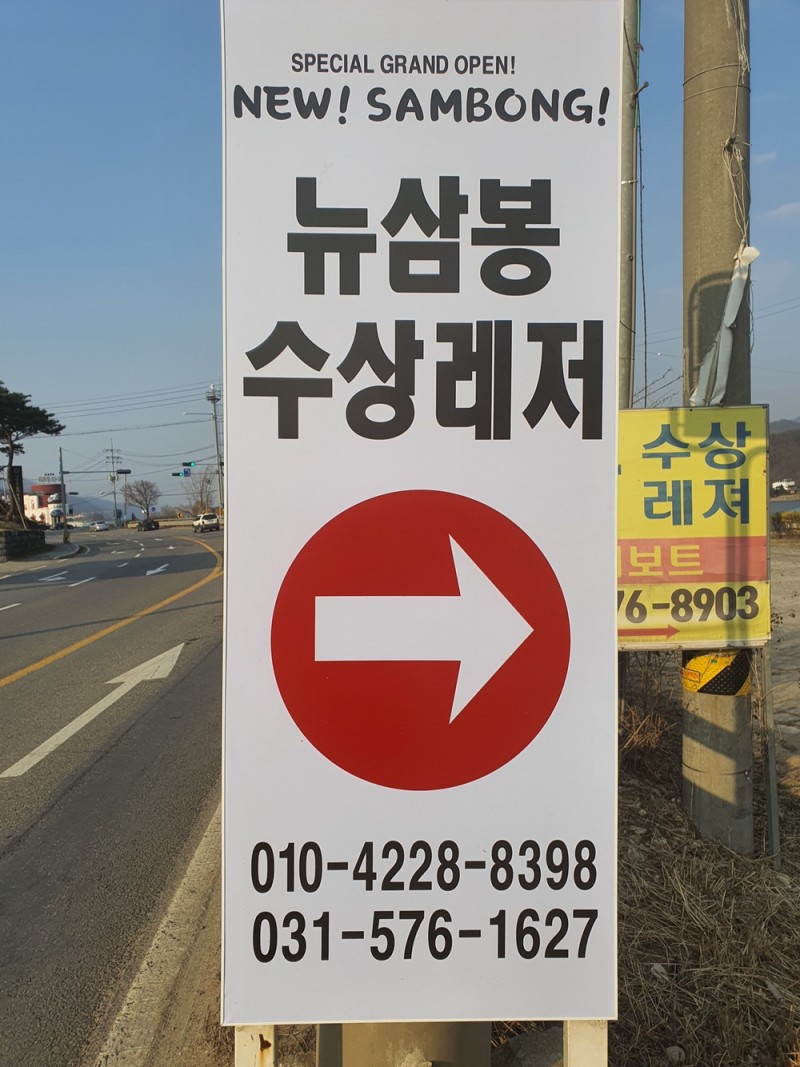 SPECIAL GRAND OPEN!
NEW! SAMBONG!
뉴삼봉
수상레저
010-4228-8398
031-576-1627
수상
레져
보트
76-8903